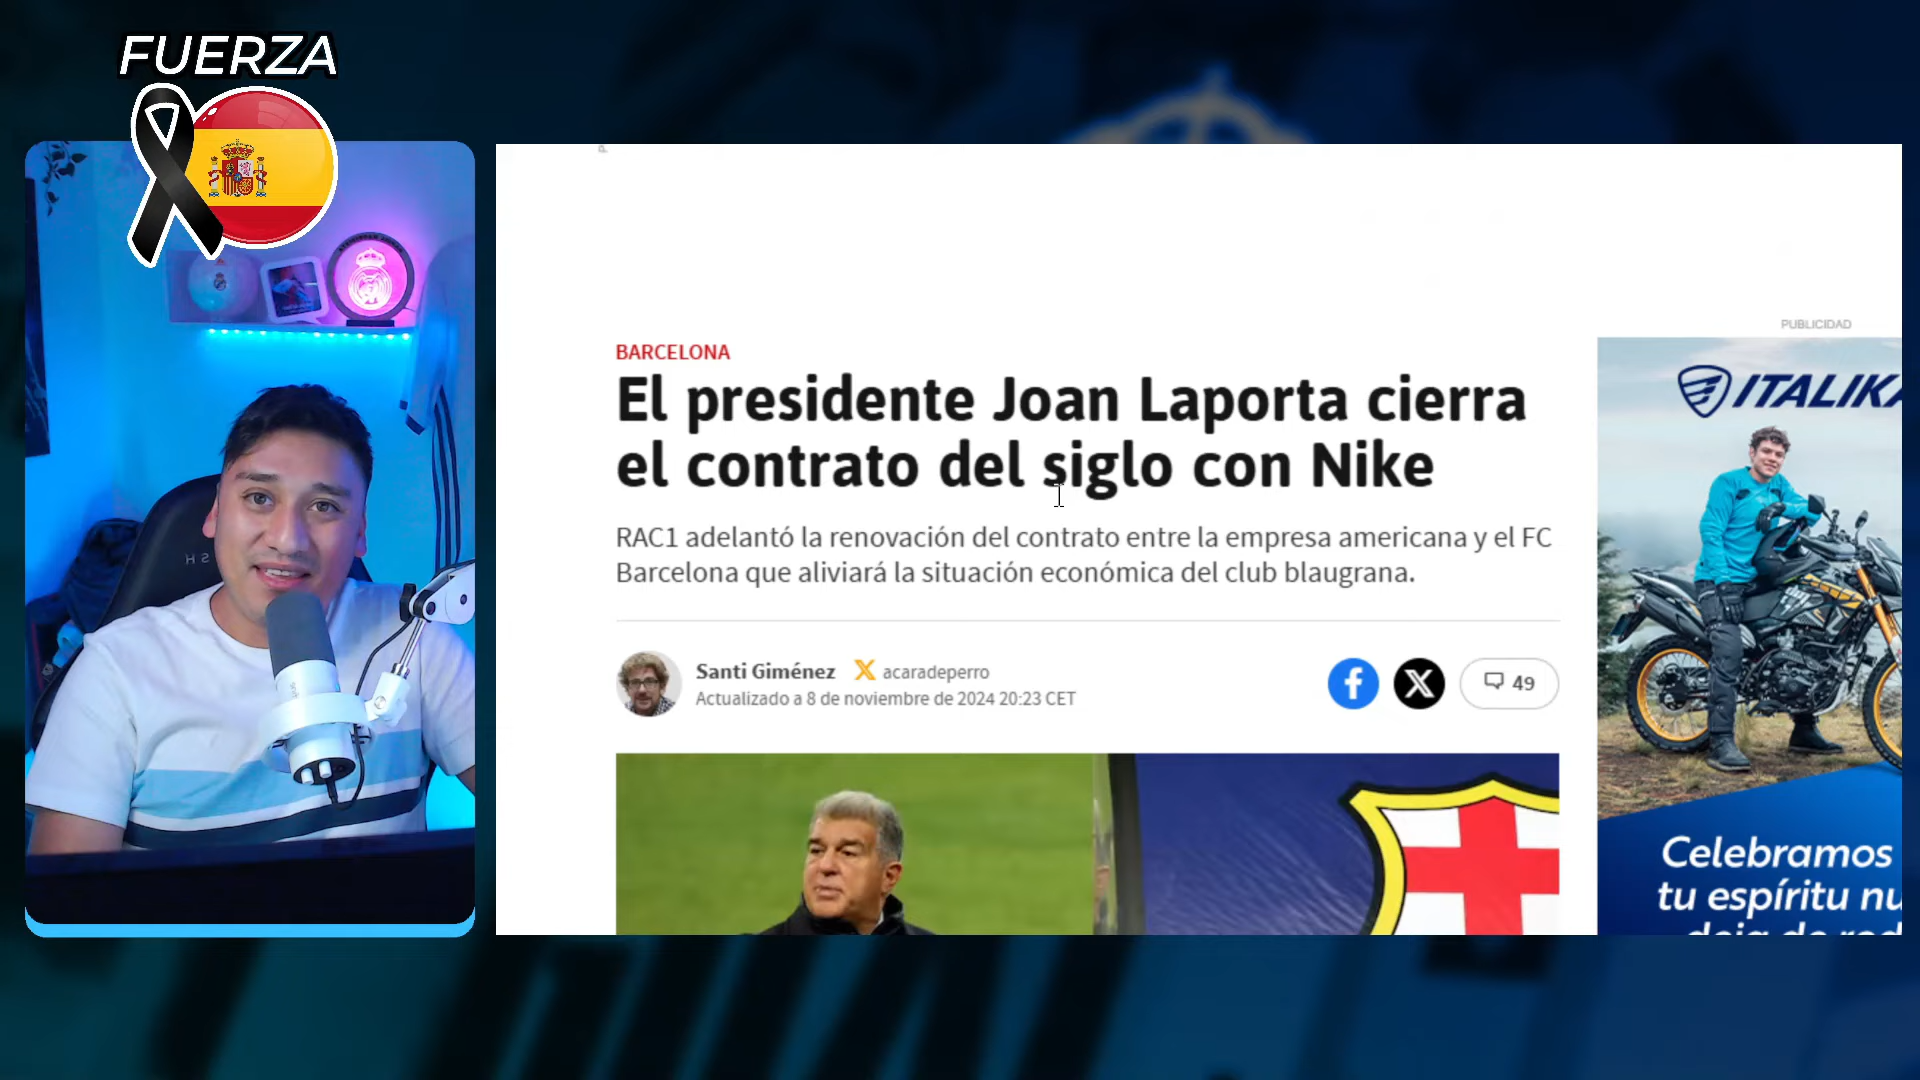 FUERZA
PUBLICIDAD
BARCELONA
El presidente Joan Laporta cierra
el contrato del siglo con Nike
RAC1 adelantó la renovación del contrato entre la empresa americana y el FC
Barcelona que aliviará la situación económica del club blaugrana.
Santi Giménez acaradeperro
Actualizado a 8 de noviembre de 2024 20:23 CET
49
ITALIKA
Celebramos
tu espíritu nu